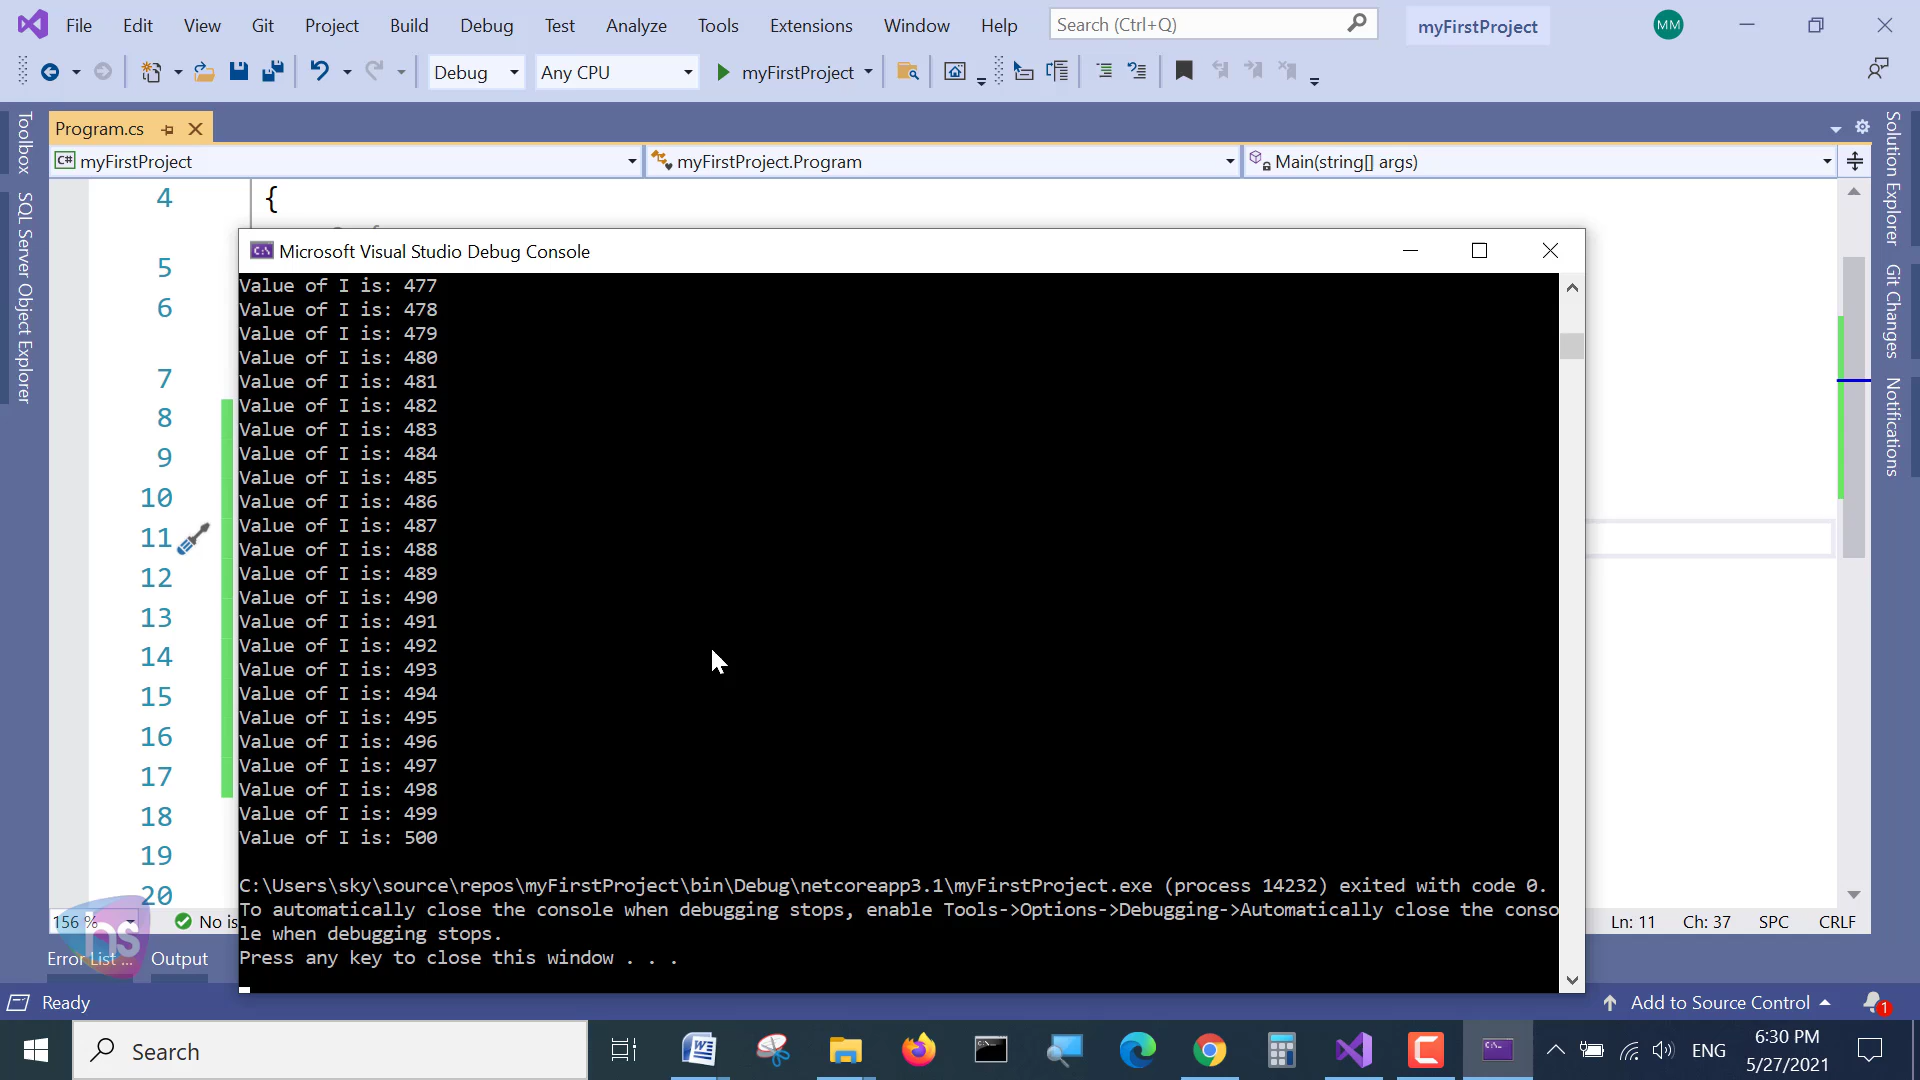 File Edit View Git Project Build Debug Test Analyze Tools Extensions Window Help Search (Ctrl+Q) myFirstProject MM
Debug Any CPU myFirstProject
Program.cs
C# myFirstProject myFirstProject.Program Main(string[] args)
Toolbox
SQL Server Object Explorer
Solution Explorer
Git Changes
Notifications
4 {
5
6
7
8
9
10
11
12
13
14
15
16
17
18
19
20
Microsoft Visual Studio Debug Console
Value of I is: 477
Value of I is: 478
Value of I is: 479
Value of I is: 480
Value of I is: 481
Value of I is: 482
Value of I is: 483
Value of I is: 484
Value of I is: 485
Value of I is: 486
Value of I is: 487
Value of I is: 488
Value of I is: 489
Value of I is: 490
Value of I is: 491
Value of I is: 492
Value of I is: 493
Value of I is: 494
Value of I is: 495
Value of I is: 496
Value of I is: 497
Value of I is: 498
Value of I is: 499
Value of I is: 500
C:\Users\sky\source\repos\myFirstProject\bin\Debug\netcoreapp3.1\myFirstProject.exe (process 14232) exited with code 0.
To automatically close the console when debugging stops, enable Tools->Options->Debugging->Automatically close the conso
le when debugging stops.
Press any key to close this window . . .
156 % No is Ln: 11 Ch: 37 SPC CRLF
ns
Error List ... Output
Ready Add to Source Control 1
Search ENG 6:30 PM
5/27/2021